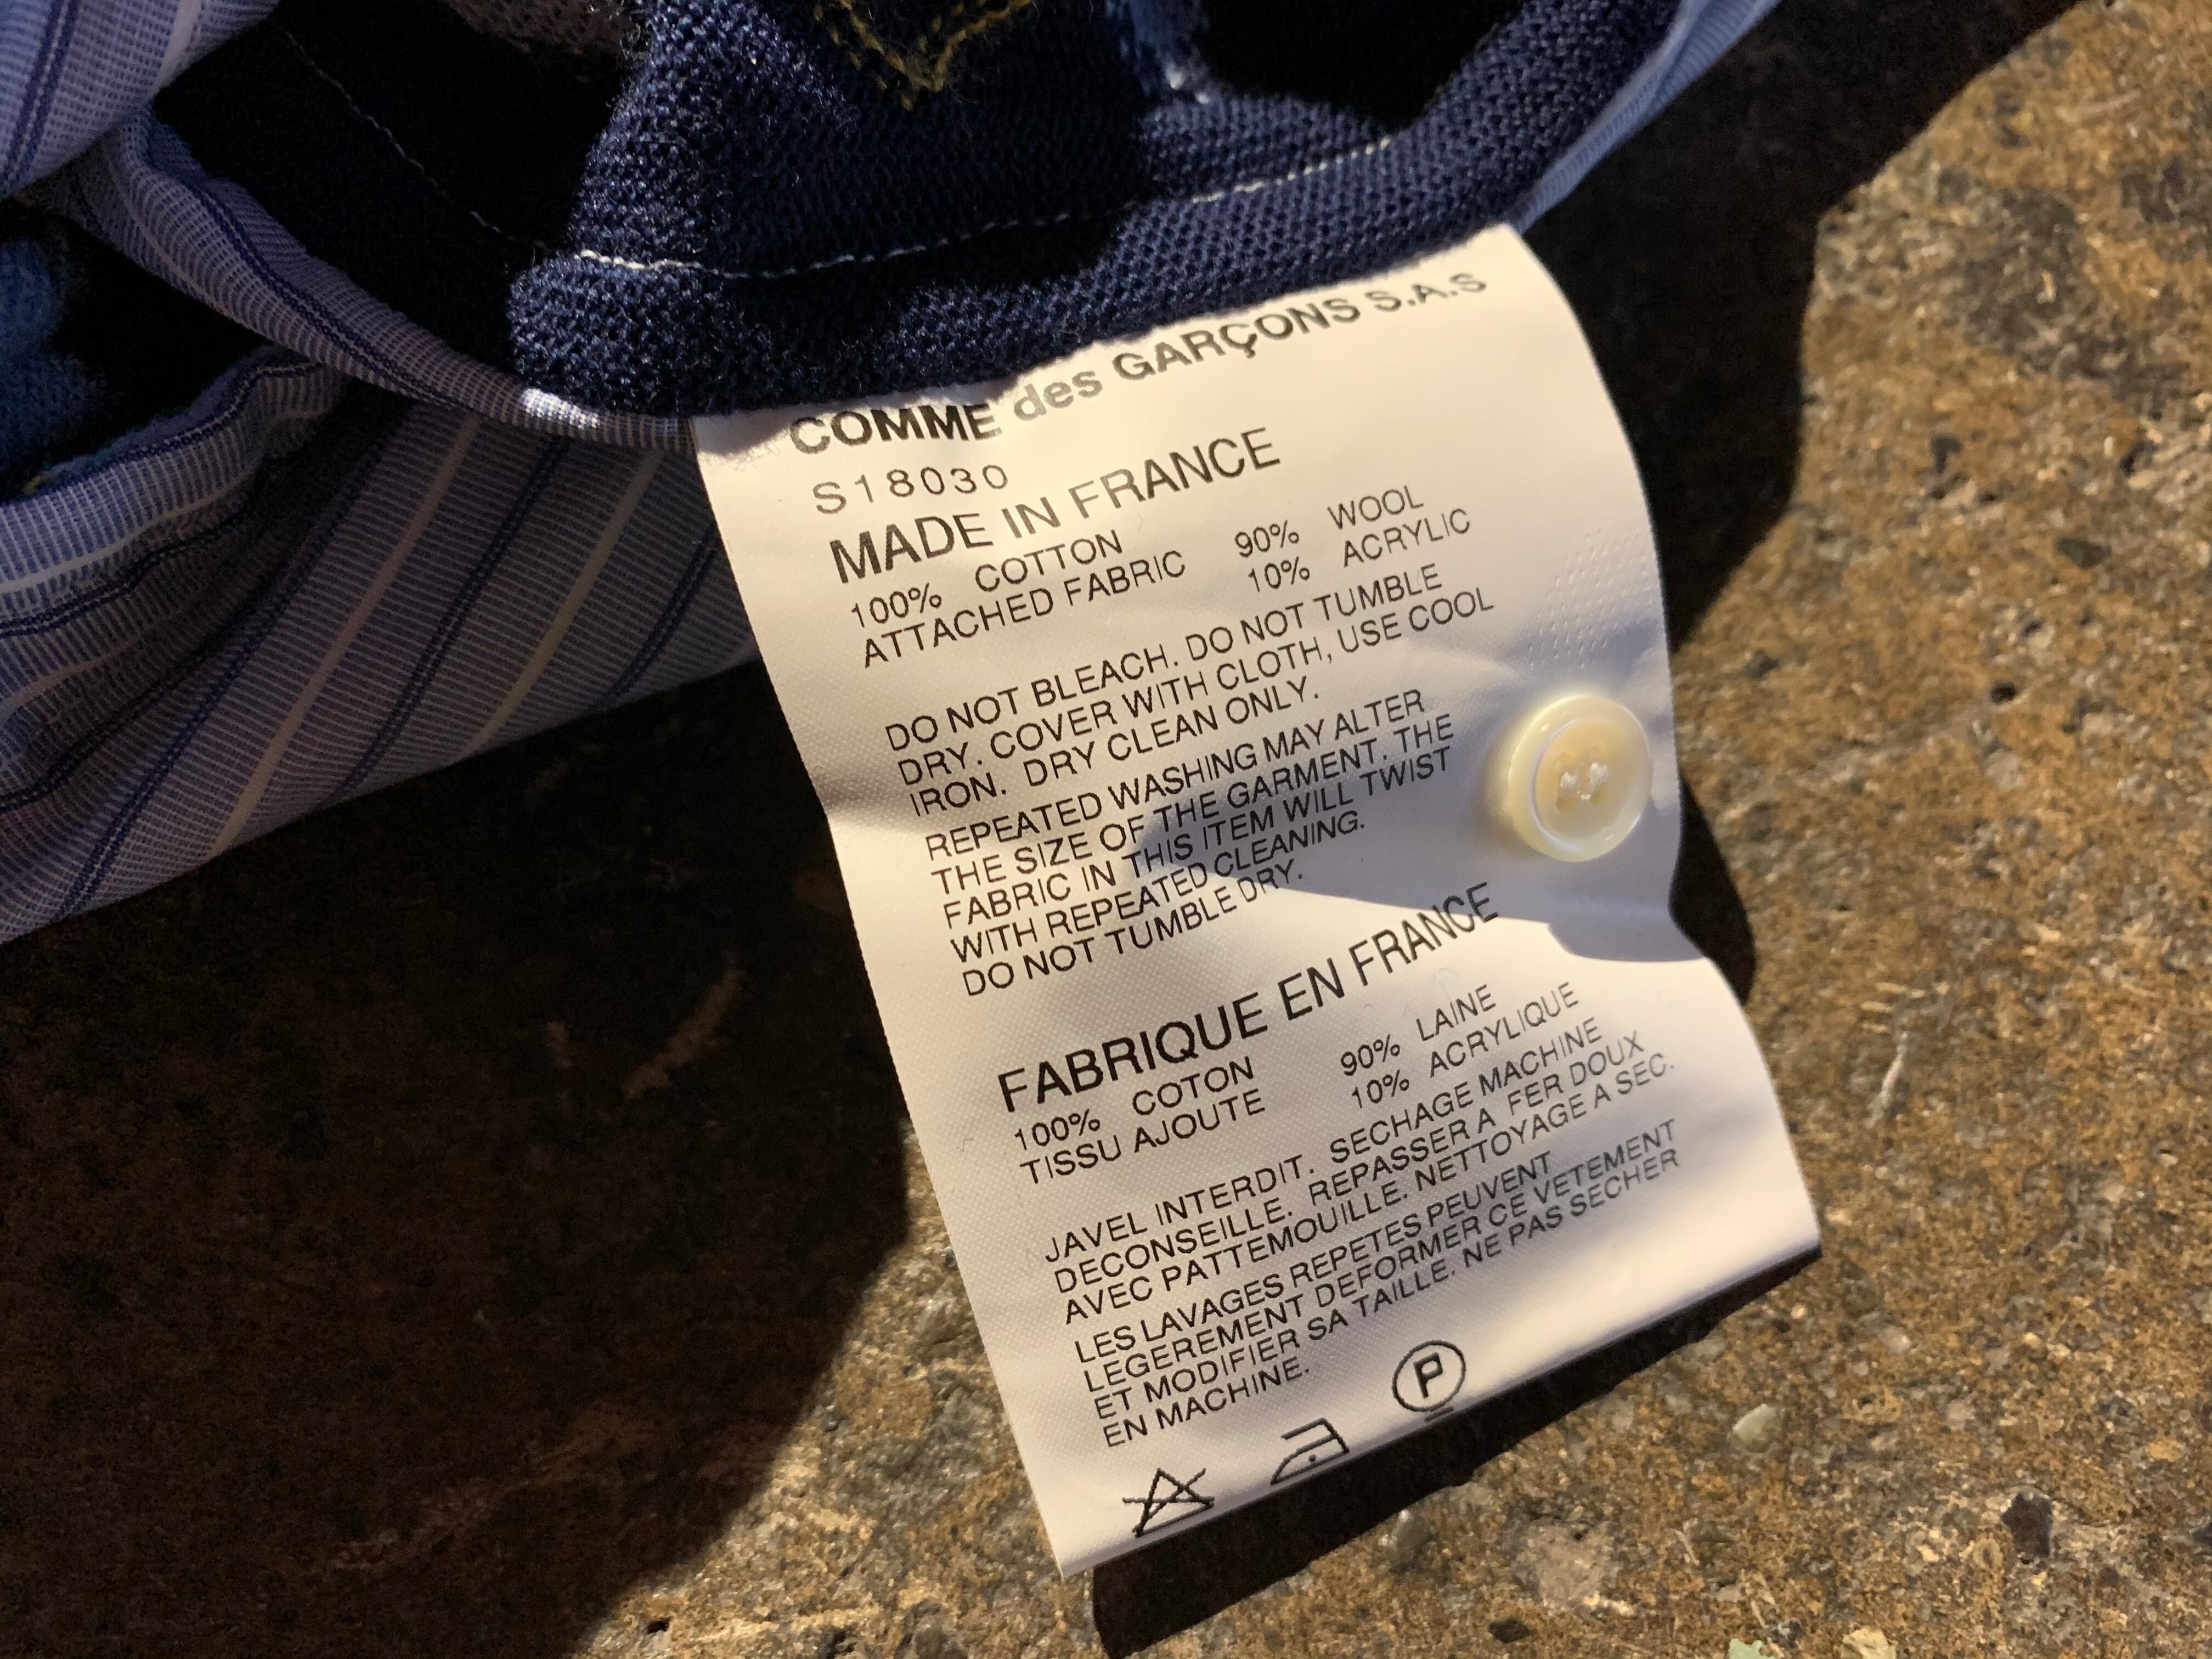 COMME des GARÇONS S.A.S
S18030
MADE IN FRANCE
100% COTTON 90% WOOL
ATTACHED FABRIC 10% ACRYLIC
DO NOT BLEACH. DO NOT TUMBLE
DRY. COVER WITH CLOTH, USE COOL
IRON. DRY CLEAN ONLY.
REPEATED WASHING MAY ALTER
THE SIZE OF THE GARMENT. THE
FABRIC IN THIS ITEM WILL TWIST
WITH REPEATED CLEANING.
DO NOT TUMBLE DRY.
FABRIQUE EN FRANCE
100% COTON 90% LAINE
TISSU AJOUTE 10% ACRYLIQUE
JAVEL INTERDIT. SECHAGE MACHINE
DECONSEILLE. REPASSER A FER DOUX
AVEC PATTEMOUILLE. NETTOYAGE A SEC.
LES LAVAGES REPETES PEUVENT
LEGEREMENT DEFORMER CE VETEMENT
ET MODIFIER SA TAILLE. NE PAS SECHER
EN MACHINE.
P